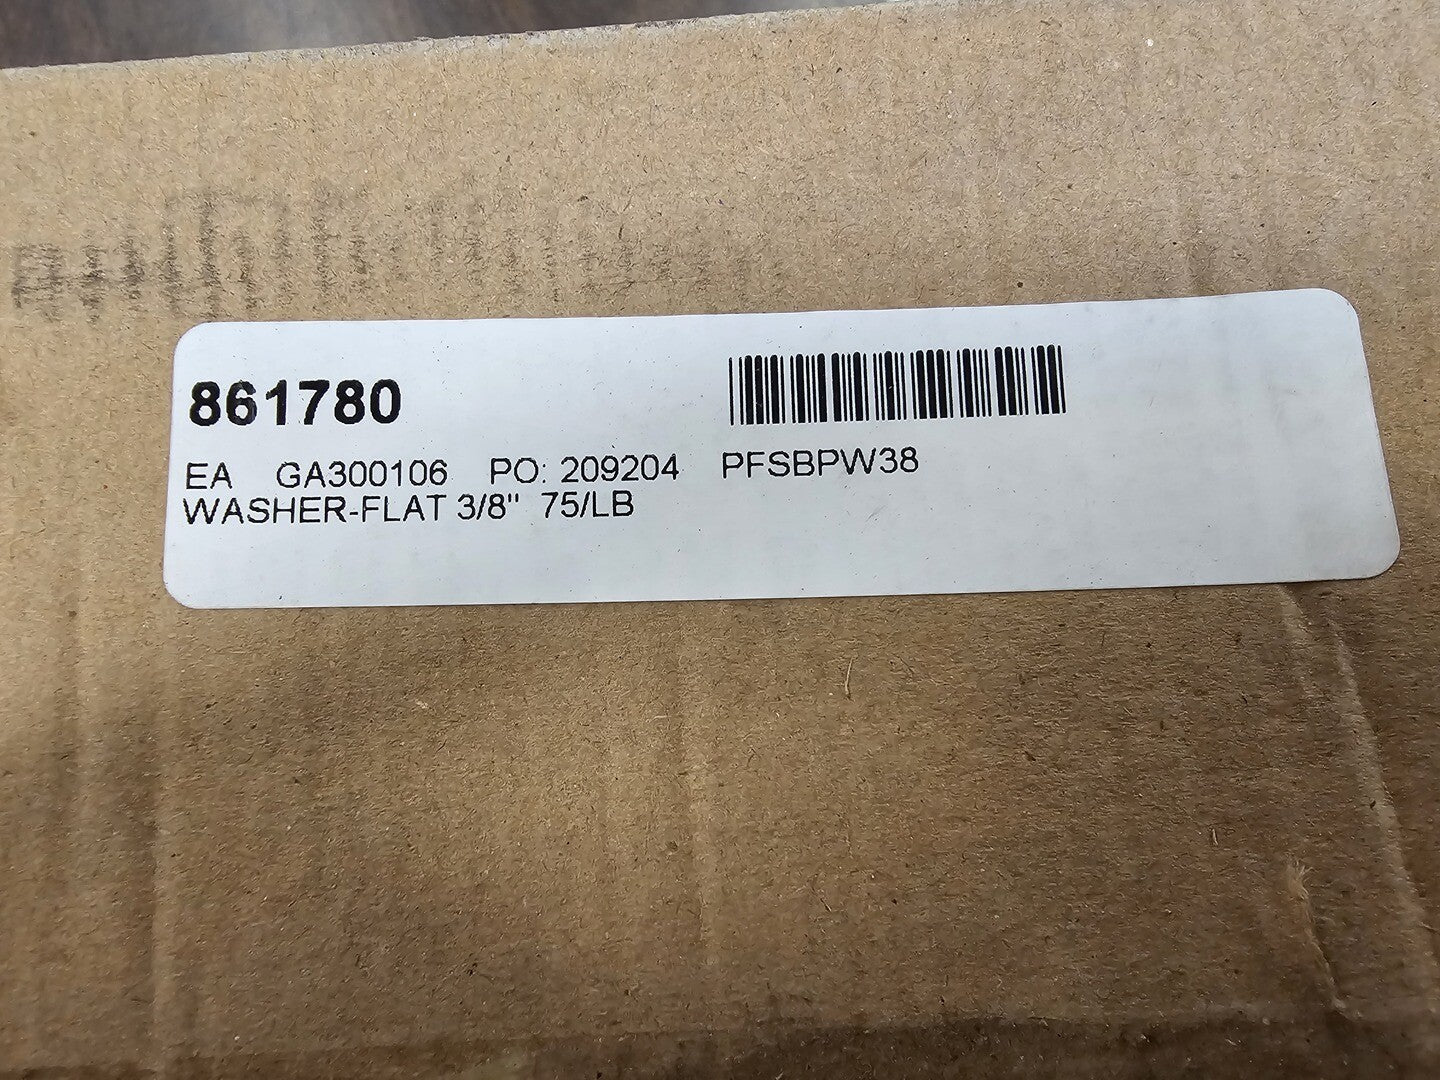 861780
EA GA300106 PO: 209204 PFSBPW38
WASHER-FLAT 3/8" 75/LB